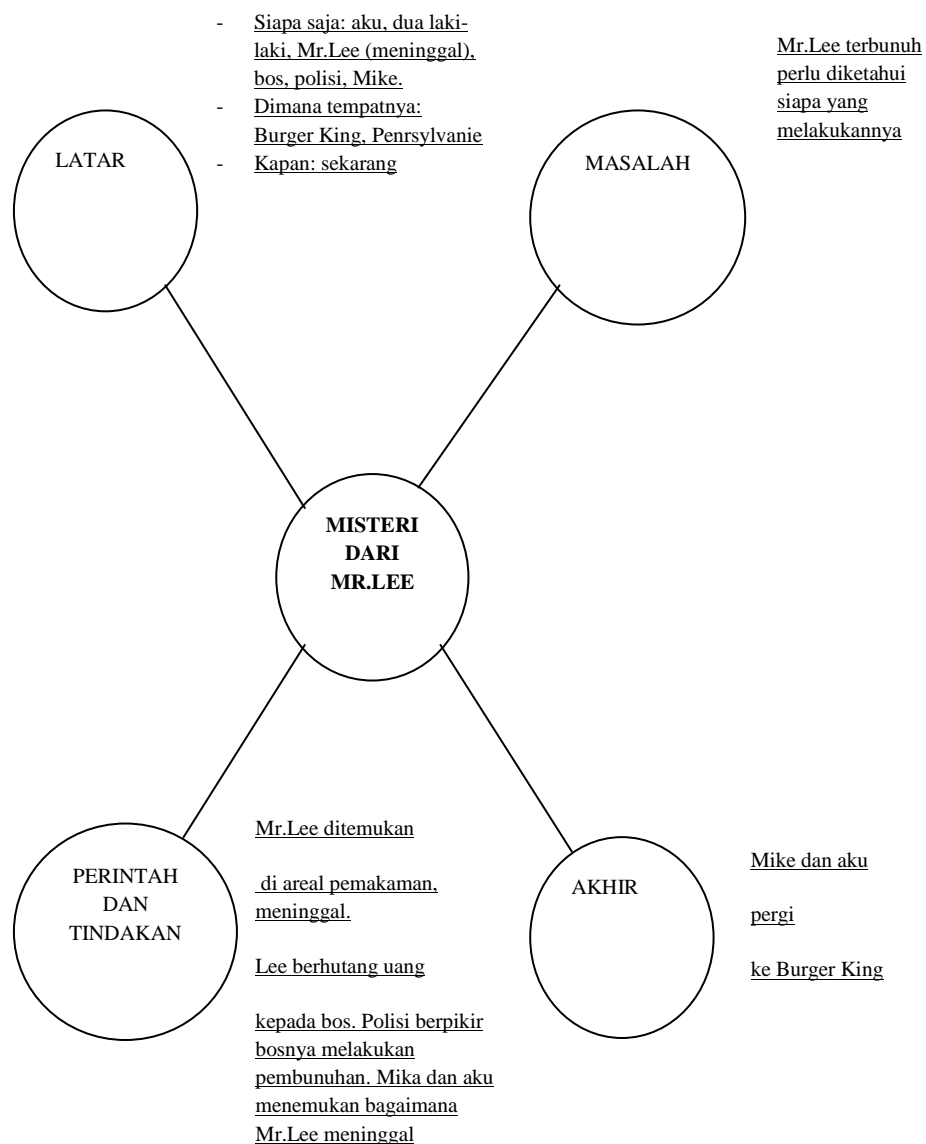 - Siapa saja: aku, dua laki-
laki, Mr.Lee (meninggal),
bos, polisi, Mike.
- Dimana tempatnya:
Burger King, Penrsylvanie
- Kapan: sekarang
Mr.Lee terbunuh
perlu diketahui
siapa yang
melakukannya
LATAR
MASALAH
MISTERI
DARI
MR.LEE
PERINTAH
DAN
TINDAKAN
Mr.Lee ditemukan
di areal pemakaman,
meninggal.
Lee berhutang uang
kepada bos. Polisi berpikir
bosnya melakukan
pembunuhan. Mika dan aku
menemukan bagaimana
Mr.Lee meninggal
AKHIR
Mike dan aku
pergi
ke Burger King